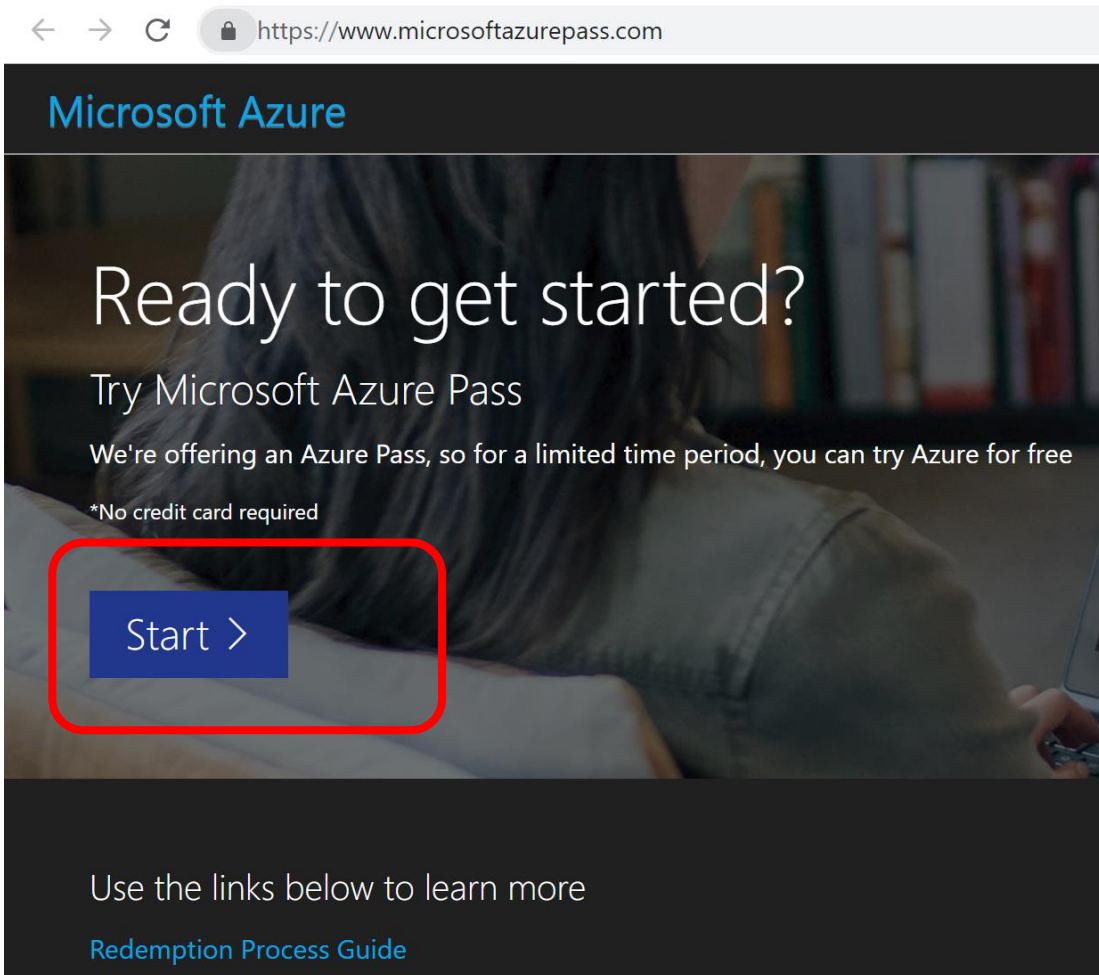 https://www.microsoftazurepass.com
Microsoft Azure
Ready to get started?
Try Microsoft Azure Pass
We're offering an Azure Pass, so for a limited time period, you can try Azure for free
*No credit card required
Start >
Use the links below to learn more
Redemption Process Guide